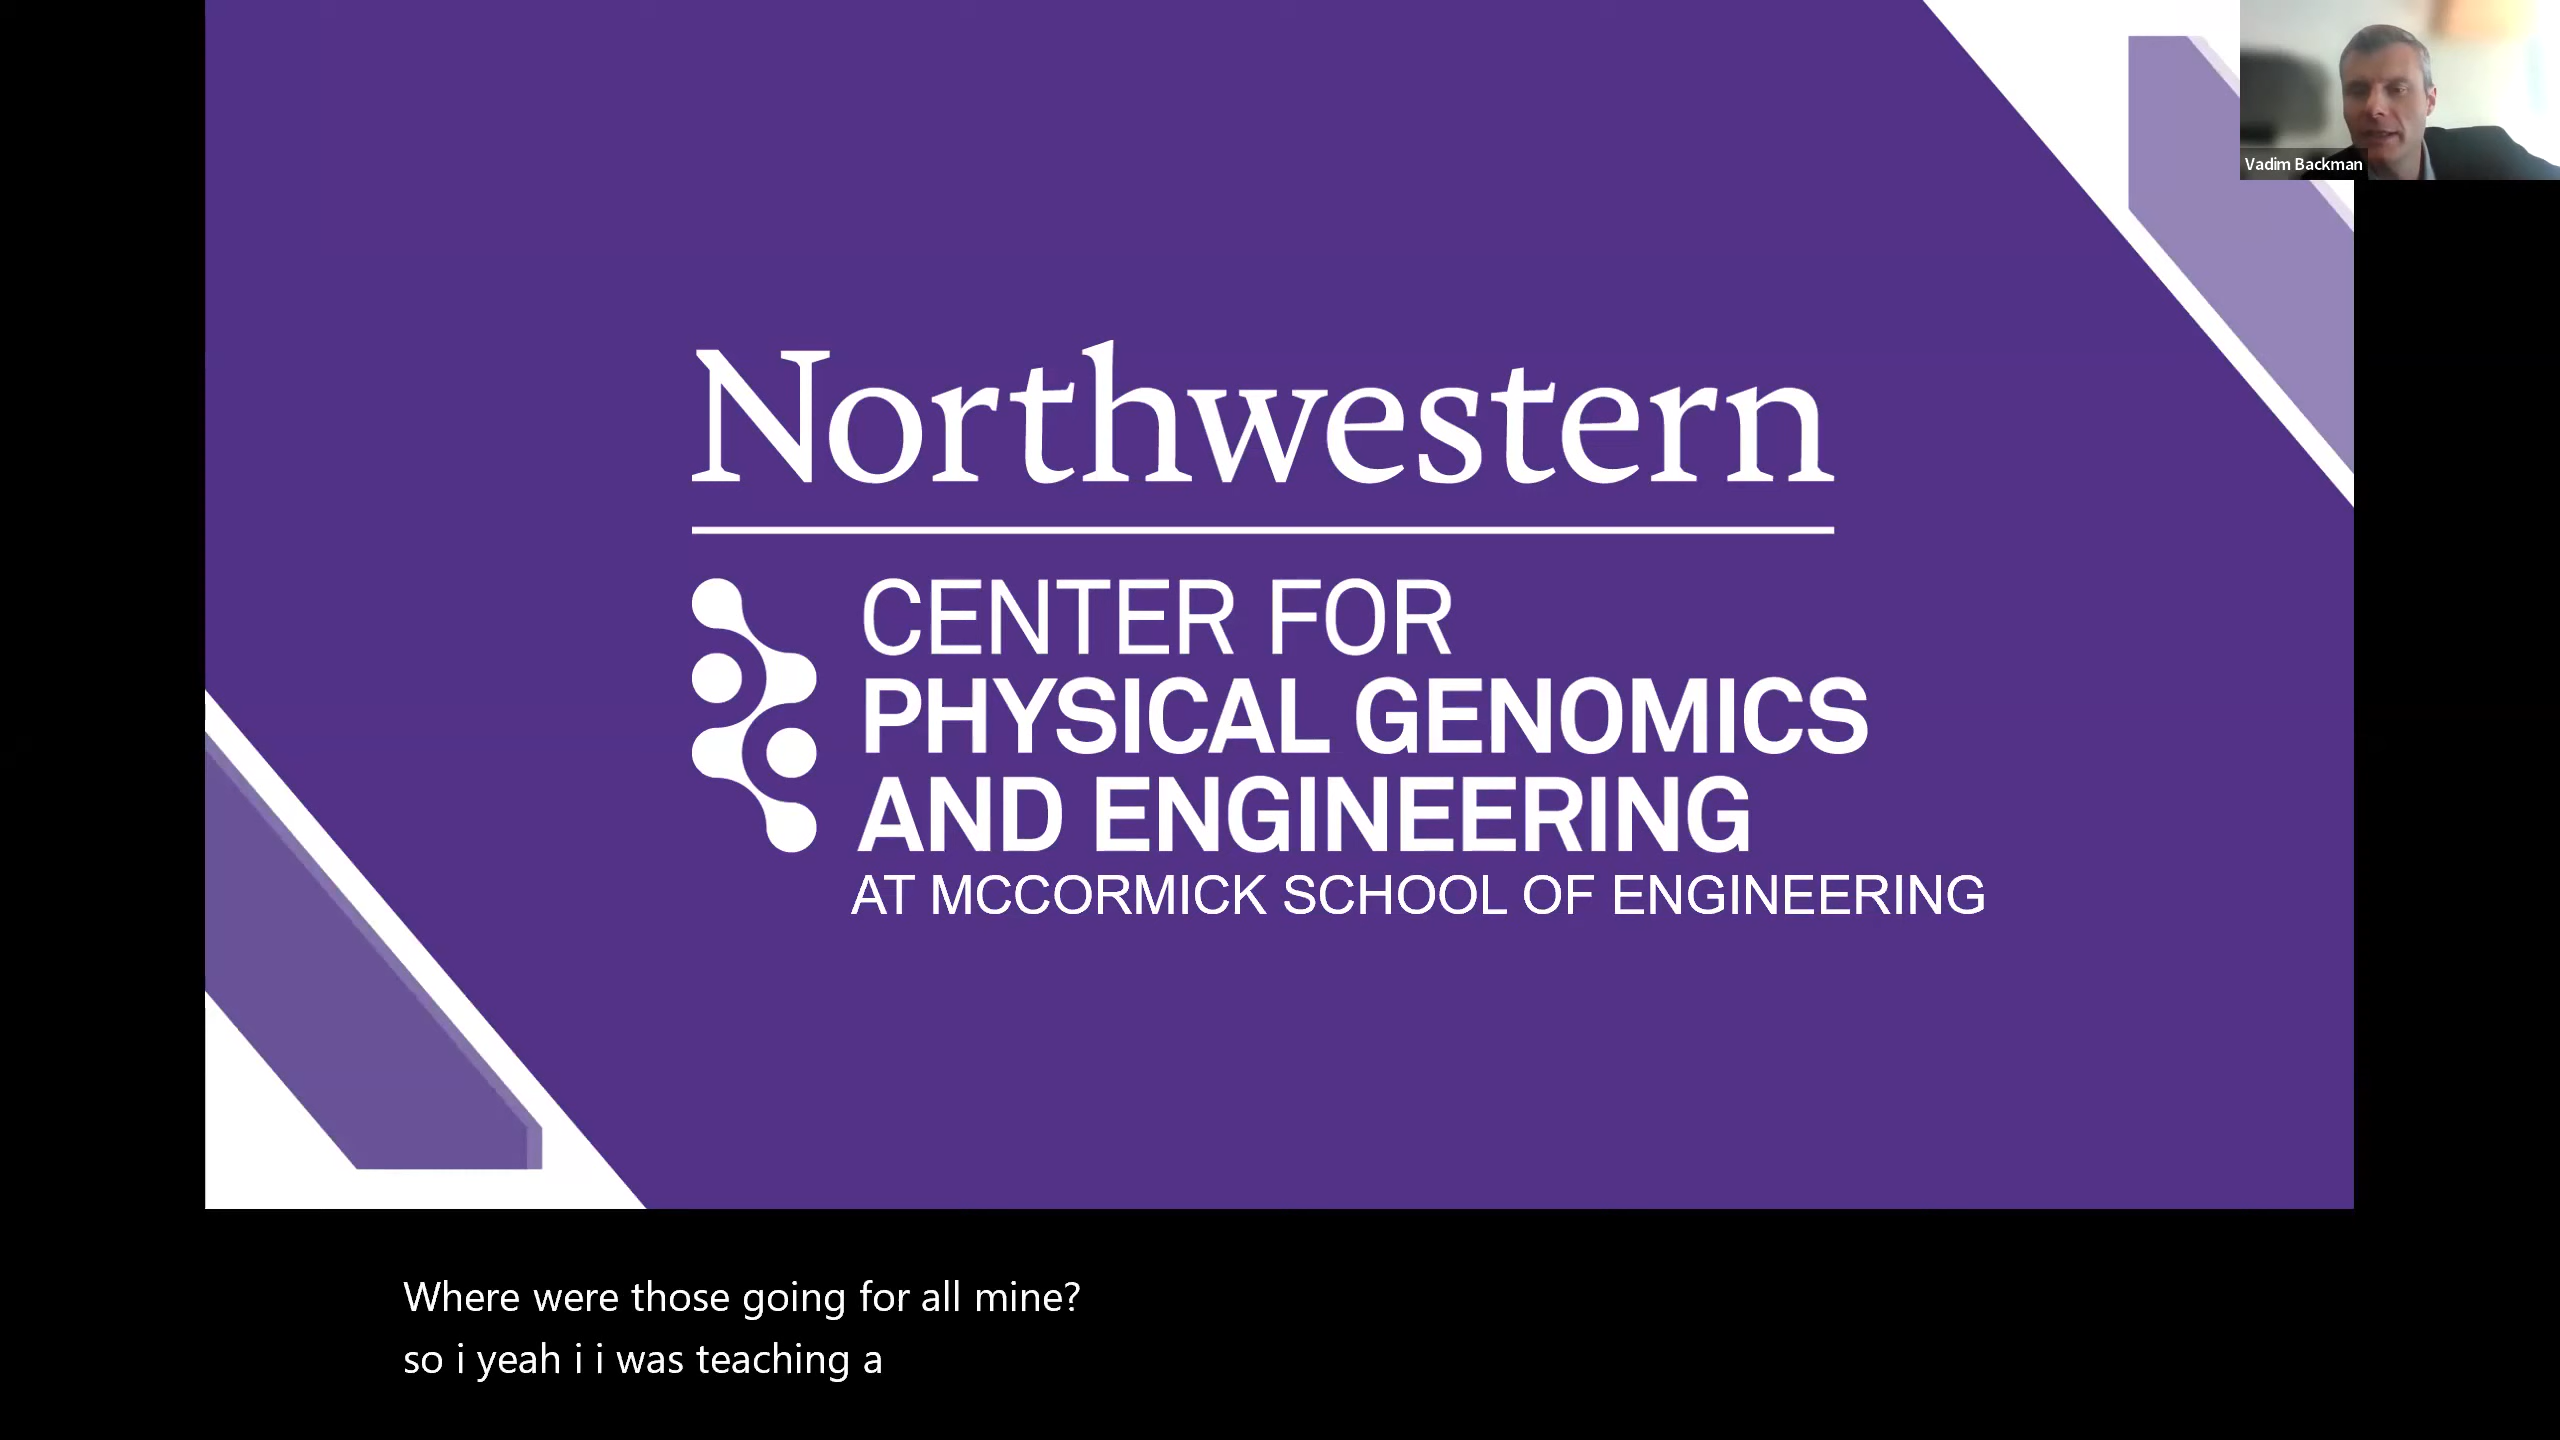 Vadim Backman
Northwestern
CENTER FOR
PHYSICAL GENOMICS
AND ENGINEERING
AT MCCORMICK SCHOOL OF ENGINEERING
Where were those going for all mine?
so i yeah i i was teaching a